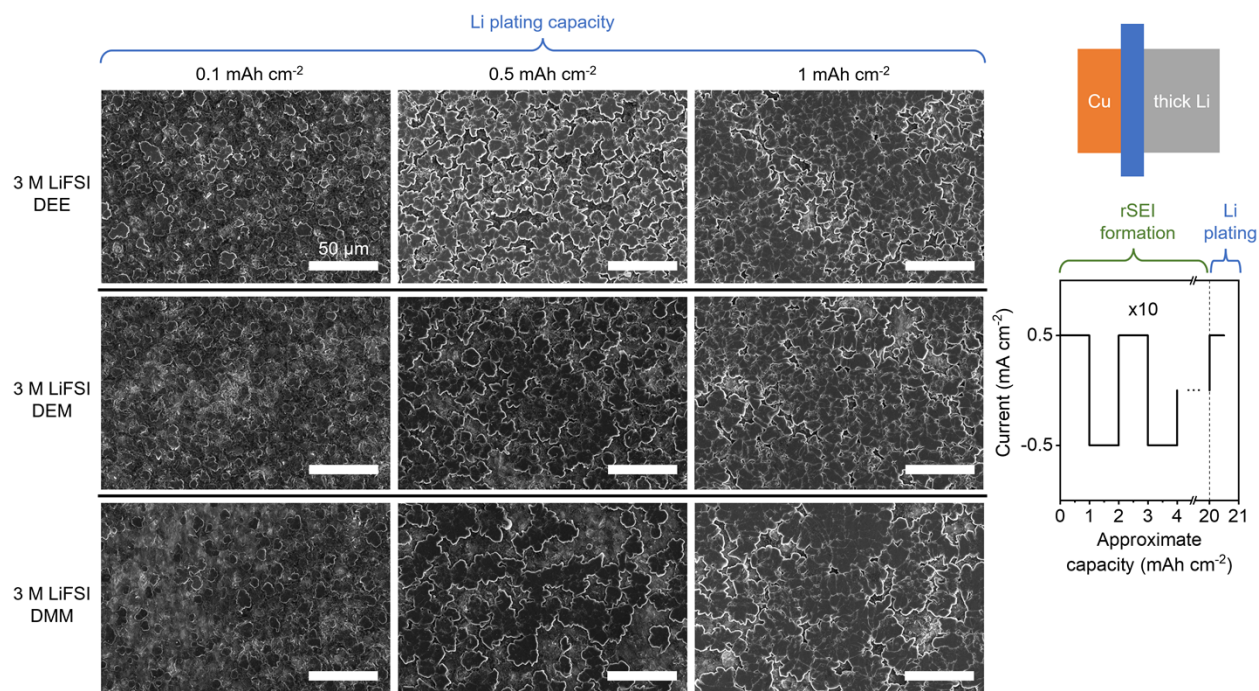 Li plating capacity
0.1 mAh cm⁻²
0.5 mAh cm⁻²
1 mAh cm⁻²
3 M LiFSI
DEE
50 µm
3 M LiFSI
DEM
3 M LiFSI
DMM
Cu
thick Li
rSEI
formation
Li
plating
x10
Current (mA cm⁻²)
0.5
-0.5
...
0 1 2 3 4 20 21
Approximate
capacity (mAh cm⁻²)